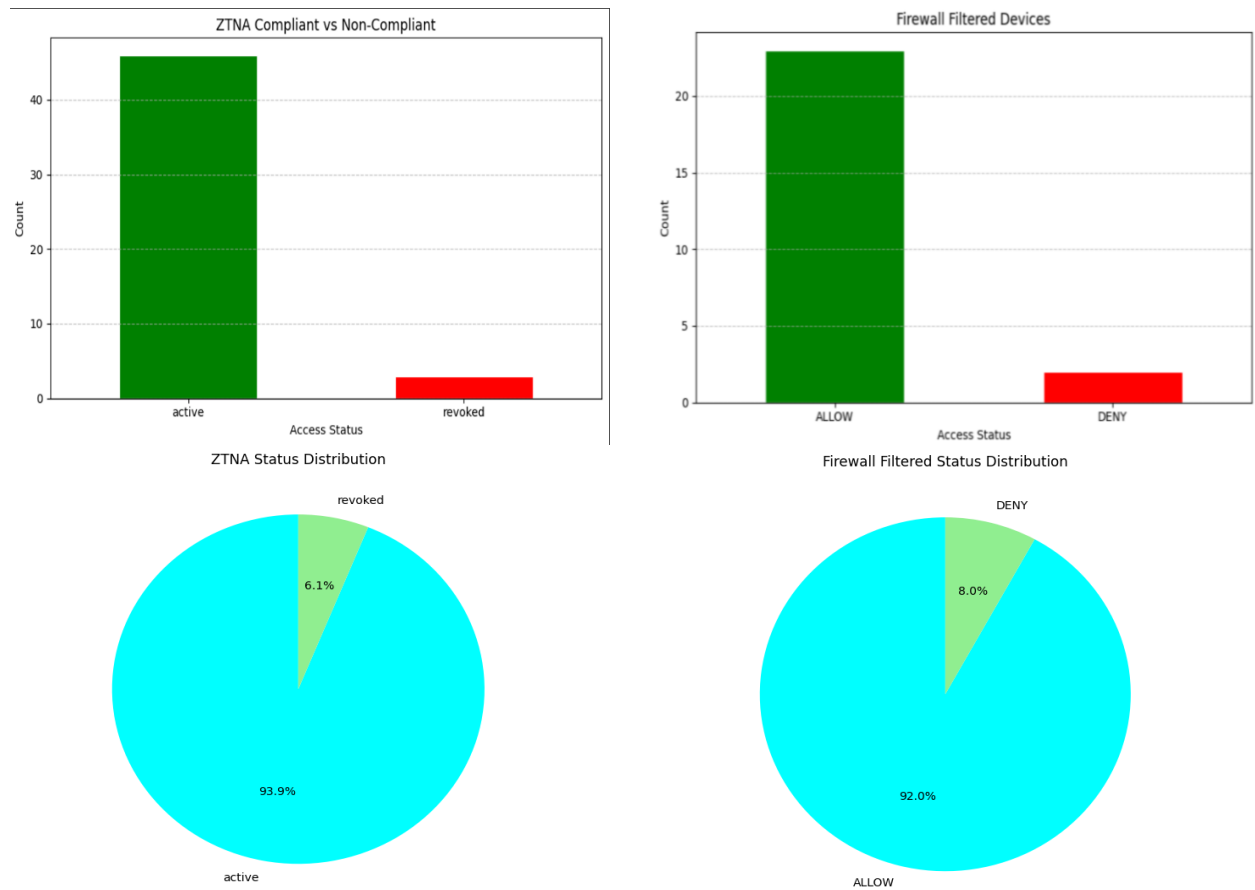 ZTNA Compliant vs Non-Compliant
40
30
20
10
0
Count
active
revoked
Access Status
Firewall Filtered Devices
20
15
10
5
0
Count
ALLOW
DENY
Access Status
ZTNA Status Distribution
revoked
6.1%
93.9%
active
Firewall Filtered Status Distribution
DENY
8.0%
92.0%
ALLOW